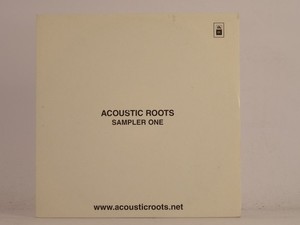 ACOUSTIC ROOTS
SAMPLER ONE
www.acousticroots.net